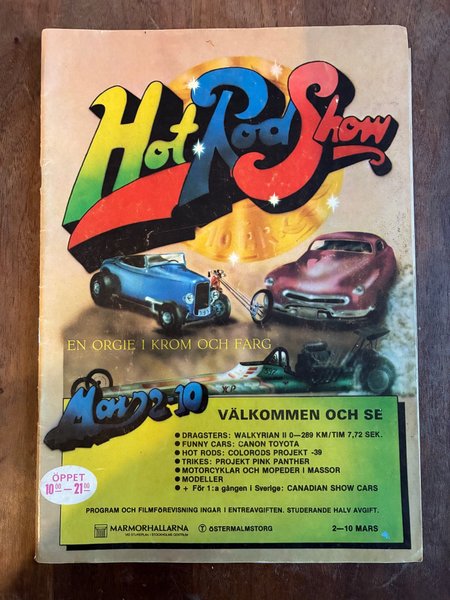 Hot Rod Show
EN ORGIE I KROM OCH FÄRG
Mars 2-10
VÄLKOMMEN OCH SE
● DRAGSTERS: WALKYRIAN II 0—289 KM/TIM 7,72 SEK.
● FUNNY CARS: CANON TOYOTA
● HOT RODS: COLORODS PROJEKT -39
● TRIKES: PROJEKT PINK PANTHER
● MOTORCYKLAR OCH MOPEDER I MASSOR
● MODELLER
● + För 1:a gången i Sverige: CANADIAN SHOW CARS
ÖPPET
10 00 — 21 00
PROGRAM OCH FILMFÖREVISNING INGAR I ENTREAVGIFTEN. STUDERANDE HALV AVGIFT.
MARMORHALLARNA
T ÖSTERMALMSTORG
2—10 MARS